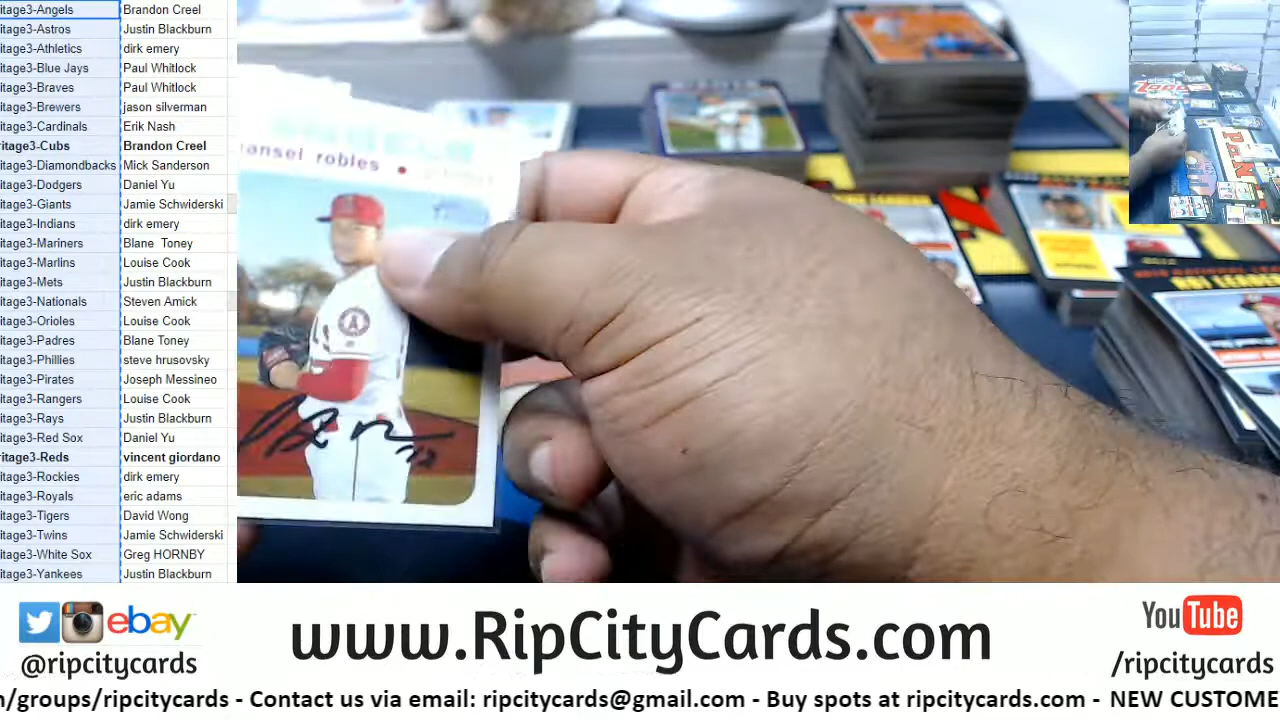 itage3-Angels Brandon Creel
itage3-Astros Justin Blackburn
itage3-Athletics dirk emery
itage3-Blue Jays Paul Whitlock
itage3-Braves Paul Whitlock
itage3-Brewers jason silverman
itage3-Cardinals Erik Nash
ritage3-Cubs Brandon Creel
itage3-Diamondbacks Mick Sanderson
itage3-Dodgers Daniel Yu
itage3-Giants Jamie Schwiderski
itage3-Indians dirk emery
itage3-Mariners Blane Toney
itage3-Marlins Louise Cook
itage3-Mets Justin Blackburn
itage3-Nationals Steven Amick
itage3-Orioles Louise Cook
itage3-Padres Blane Toney
itage3-Phillies steve hrusovsky
itage3-Pirates Joseph Messineo
itage3-Rangers Louise Cook
itage3-Rays Justin Blackburn
itage3-Red Sox Daniel Yu
ritage3-Reds vincent giordano
itage3-Rockies dirk emery
itage3-Royals eric adams
itage3-Tigers David Wong
itage3-Twins Jamie Schwiderski
itage3-White Sox Greg HORNBY
itage3-Yankees Justin Blackburn
ANGELS
ansel robles
ebay
@ripcitycards
www.RipCityCards.com
YouTube
/ripcitycards
n/groups/ripcitycards - Contact us via email: ripcitycards@gmail.com - Buy spots at ripcitycards.com - NEW CUSTOME